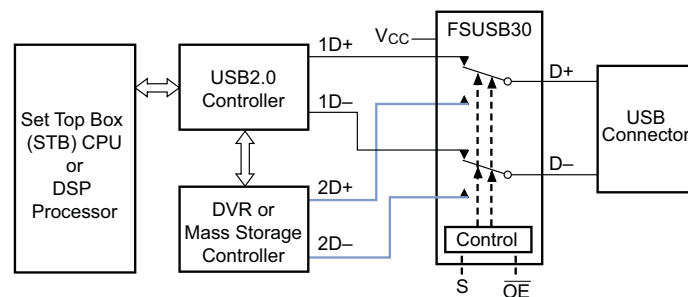 Set Top Box
(STB) CPU
or
DSP
Processor
USB2.0
Controller
DVR or
Mass Storage
Controller
1D+
1D–
2D+
2D–
VCC
FSUSB30
Control
S
OE
D+
D–
USB
Connector